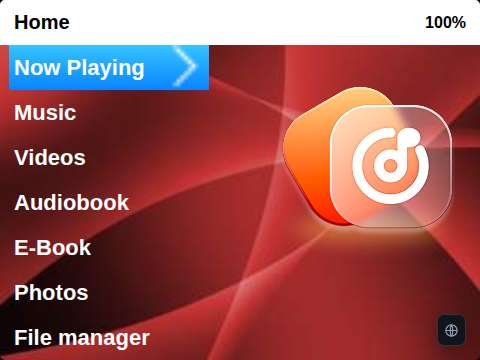 Home
100%
Now Playing
Music
Videos
Audiobook
E-Book
Photos
File manager